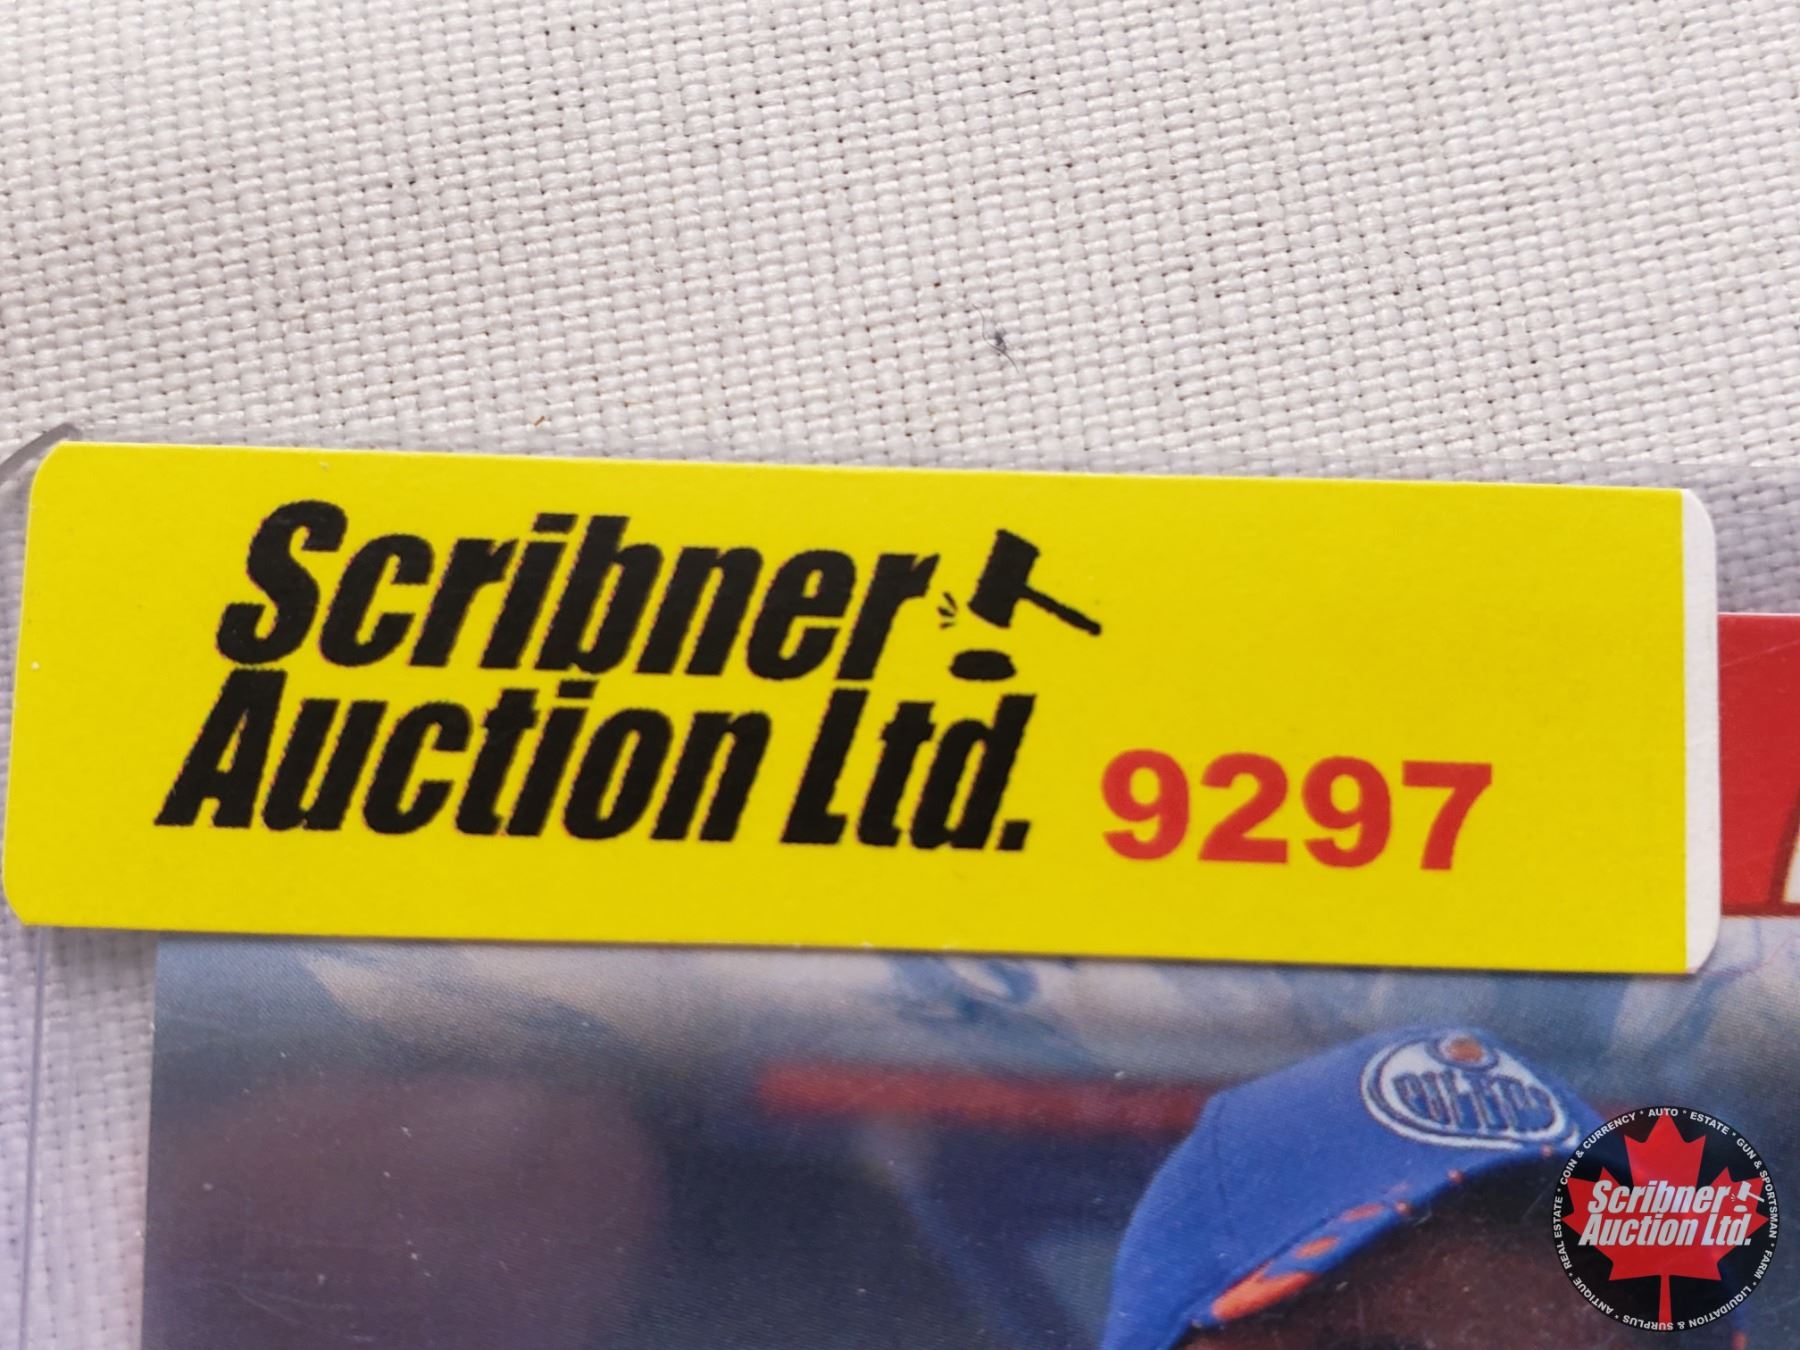 Scribner
Auction Ltd. 9297
OILERS
COIN & CURRENCY * AUTO * ESTATE * GUN & SPORTSMAN * FARM * LIQUIDATION & SURPLUS * ANTIQUE * REAL ESTATE *
Scribner
Auction Ltd.